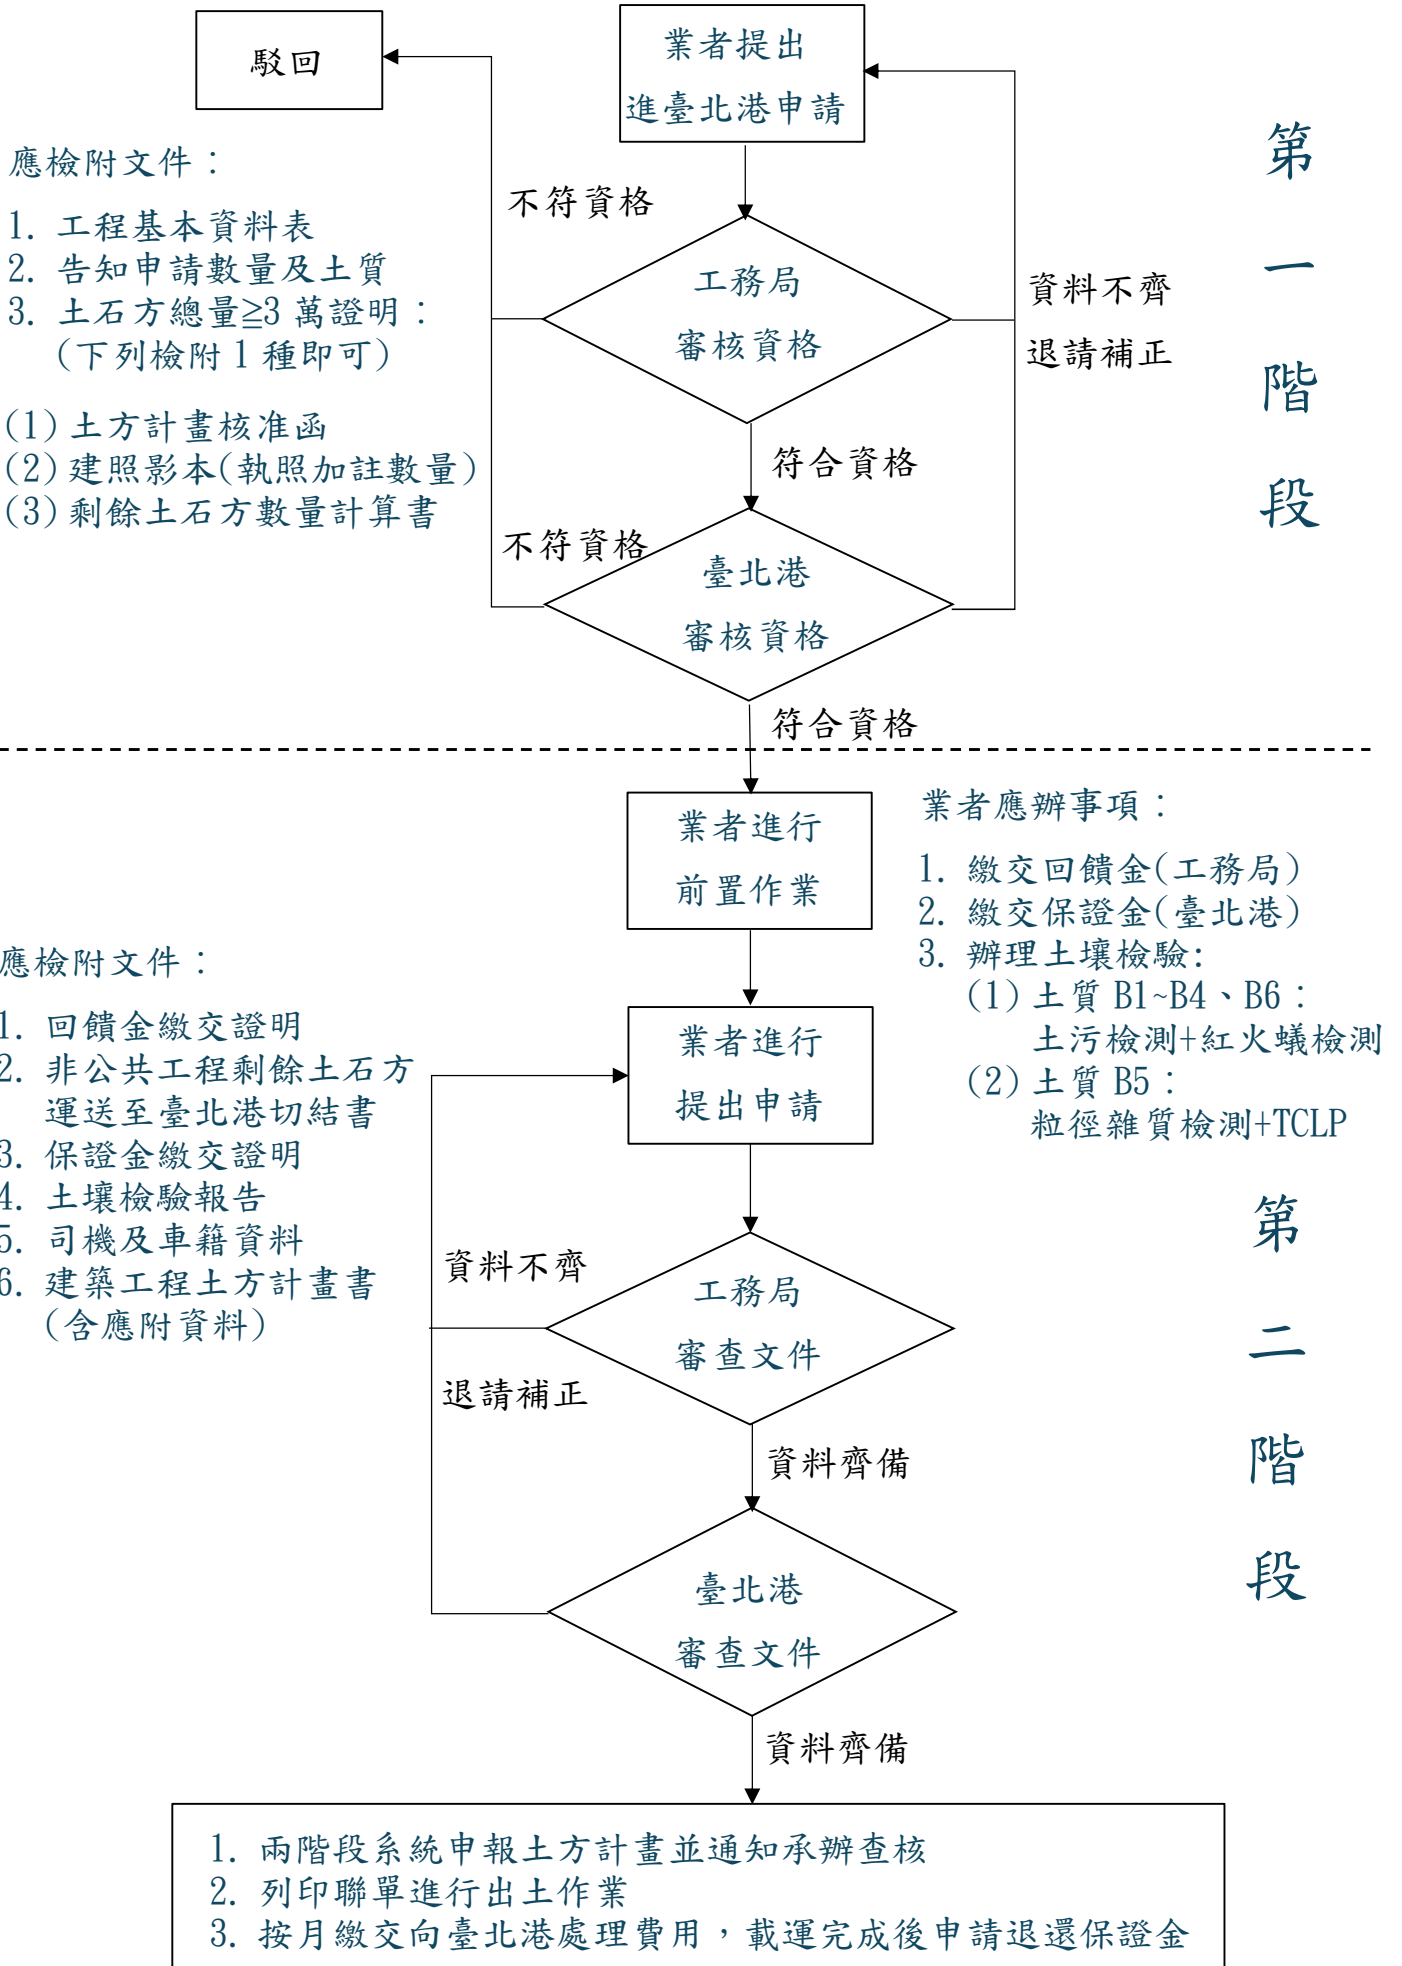 駁回
業者提出
進臺北港申請
第
一
階
段
應檢附文件：
1. 工程基本資料表
2. 告知申請數量及土質
3. 土石方總量≧3 萬證明：
(下列檢附 1 種即可)
(1)土方計畫核准函
(2)建照影本(執照加註數量)
(3)剩餘土石方數量計算書
不符資格
工務局
審核資格
資料不齊
退請補正
符合資格
不符資格
臺北港
審核資格
符合資格
業者進行
前置作業
業者應辦事項：
1. 繳交回饋金(工務局)
2. 繳交保證金(臺北港)
3. 辦理土壤檢驗:
(1)土質 B1~B4、B6：
土污檢測+紅火蟻檢測
(2)土質 B5：
粒徑雜質檢測+TCLP
應檢附文件：
1. 回饋金繳交證明
2. 非公共工程剩餘土石方
運送至臺北港切結書
3. 保證金繳交證明
4. 土壤檢驗報告
5. 司機及車籍資料
6. 建築工程土方計畫書
(含應附資料)
業者進行
提出申請
第
二
階
段
資料不齊
工務局
審查文件
退請補正
資料齊備
臺北港
審查文件
資料齊備
1. 兩階段系統申報土方計畫並通知承辦查核
2. 列印聯單進行出土作業
3. 按月繳交向臺北港處理費用，載運完成後申請退還保證金